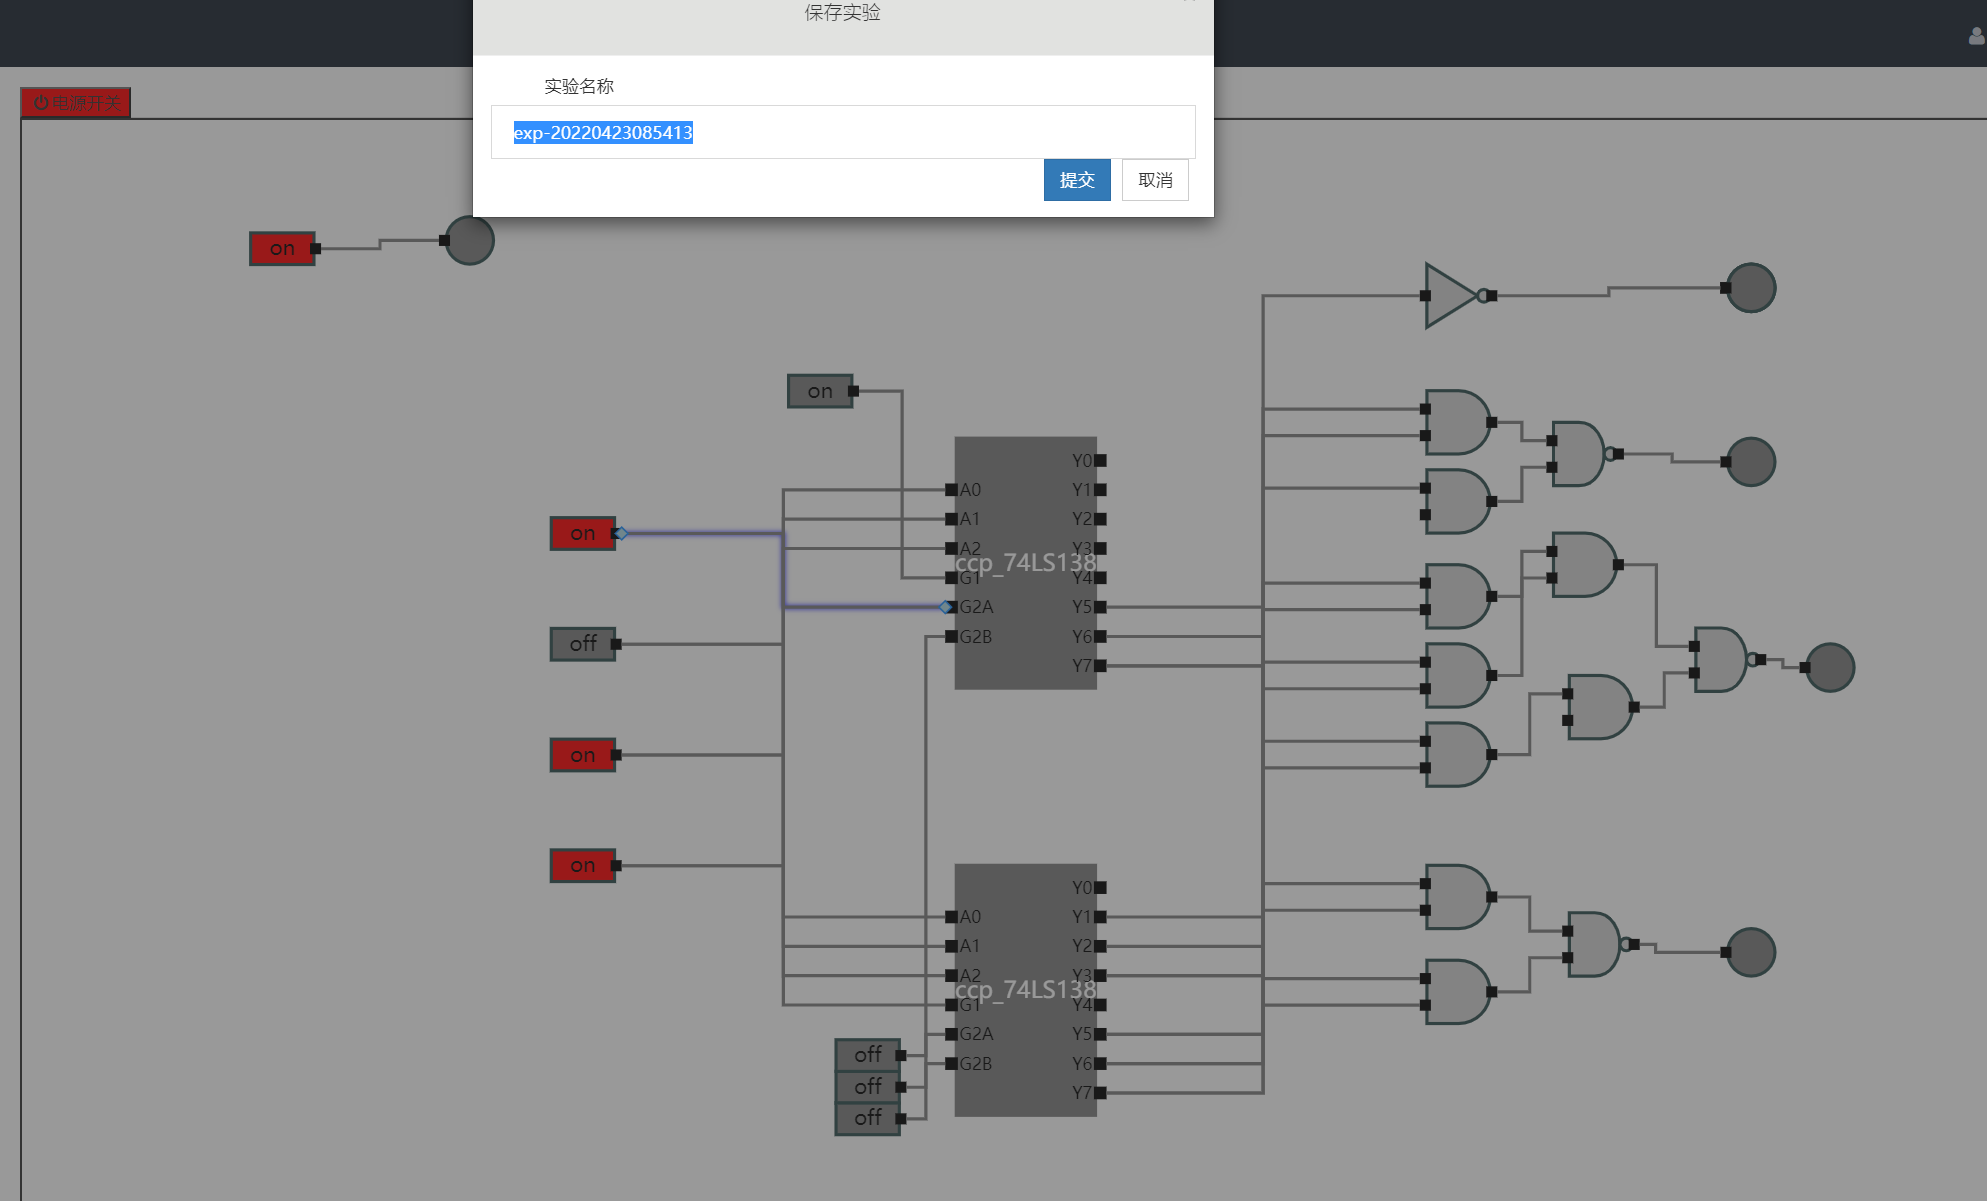 保存实验
实验名称
exp-20220423085413
提交
取消
电源开关
on
on
on
off
on
on
A0
A1
A2
G1
G2A
G2B
ccp_74LS138
Y0
Y1
Y2
Y3
Y4
Y5
Y6
Y7
A0
A1
A2
G1
G2A
G2B
ccp_74LS138
Y0
Y1
Y2
Y3
Y4
Y5
Y6
Y7
off
off
off